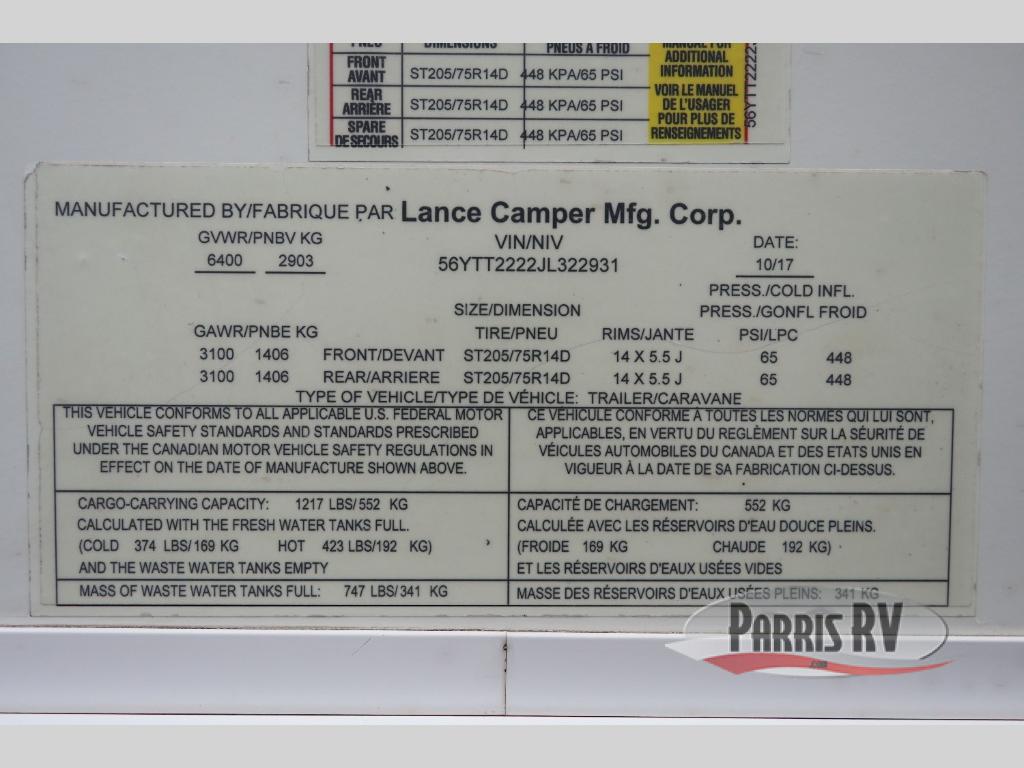 PNEU DIMENSIONS PNEUS A FROID MANUAL FOR
FRONT AVANT ST205/75R14D 448 KPA/65 PSI ADDITIONAL INFORMATION
REAR ARRIÈRE ST205/75R14D 448 KPA/65 PSI VOIR LE MANUEL DE L'USAGER
SPARE DE SECOURS ST205/75R14D 448 KPA/65 PSI POUR PLUS DE RENSEIGNEMENTS
56YTT2222
MANUFACTURED BY/FABRIQUE PAR Lance Camper Mfg. Corp.
GVWR/PNBV KG VIN/NIV DATE:
6400 2903 56YTT2222JL322931 10/17
PRESS./COLD INFL.
SIZE/DIMENSION PRESS./GONFL FROID
GAWR/PNBE KG TIRE/PNEU RIMS/JANTE PSI/LPC
3100 1406 FRONT/DEVANT ST205/75R14D 14 X 5.5 J 65 448
3100 1406 REAR/ARRIERE ST205/75R14D 14 X 5.5 J 65 448
TYPE OF VEHICLE/TYPE DE VÉHICLE: TRAILER/CARAVANE
THIS VEHICLE CONFORMS TO ALL APPLICABLE U.S. FEDERAL MOTOR
VEHICLE SAFETY STANDARDS AND STANDARDS PRESCRIBED
UNDER THE CANADIAN MOTOR VEHICLE SAFETY REGULATIONS IN
EFFECT ON THE DATE OF MANUFACTURE SHOWN ABOVE.
CE VÉHICULE CONFORME À TOUTES LES NORMES QUI LUI SONT,
APPLICABLES, EN VERTU DU REGLÈMENT SUR LA SÉURITÉ DE
VÉICULES AUTOMOBILES DU CANADA ET DES ETATS UNIS EN
VIGUEUR À LA DATE DE SA FABRICATION CI-DESSUS.
CARGO-CARRYING CAPACITY: 1217 LBS/552 KG
CALCULATED WITH THE FRESH WATER TANKS FULL.
(COLD 374 LBS/169 KG HOT 423 LBS/192 KG)
AND THE WASTE WATER TANKS EMPTY
CAPACITÉ DE CHARGEMENT: 552 KG
CALCULÉE AVEC LES RÉSERVOIRS D'EAU DOUCE PLEINS.
(FROIDE 169 KG CHAUDE 192 KG)
ET LES RÉSERVOIRS D'EAUX USÉES VIDES
MASS OF WASTE WATER TANKS FULL: 747 LBS/341 KG
MASSE DES RÉSERVOIRS D'EAUX USÉES PLEINS: 341 KG
PARRIS RV
.com